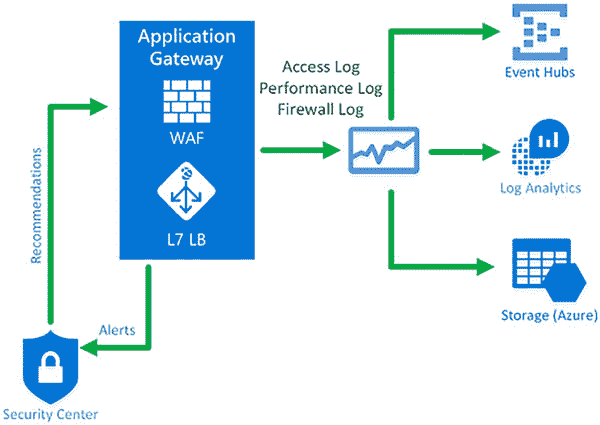 Application
Gateway
WAF
L7 LB
Access Log
Performance Log
Firewall Log
Event Hubs
Log Analytics
Storage (Azure)
Recommendations
Alerts
Security Center